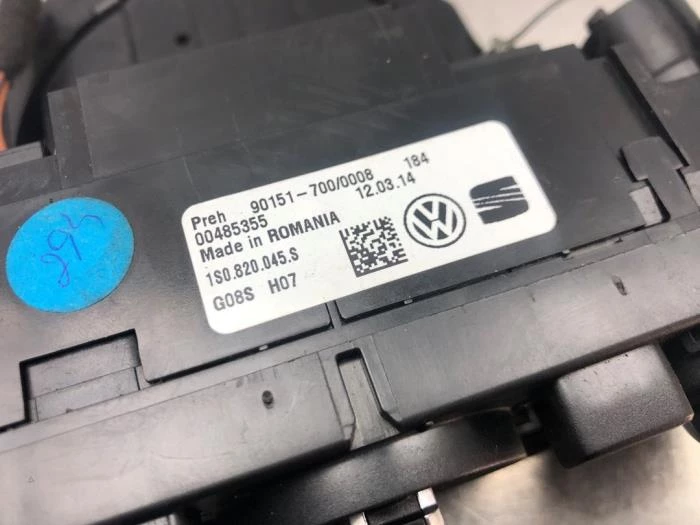 Preh 90151-700/0008 184
00485355 12.03.14
Made in ROMANIA
1S0.820.045.S
G08S H07